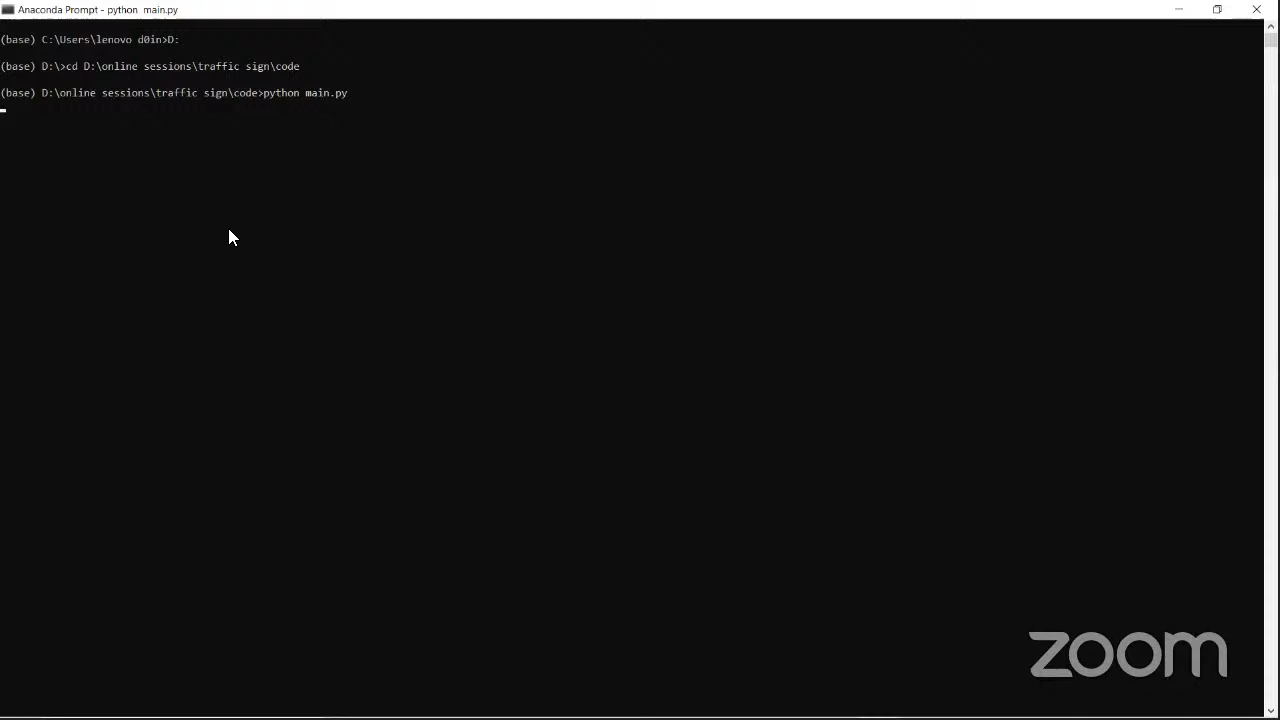 Anaconda Prompt - python  main.py
(base) C:\Users\lenovo d0in>D:
(base) D:\>cd D:\online sessions\traffic sign\code
(base) D:\online sessions\traffic sign\code>python main.py
zoom